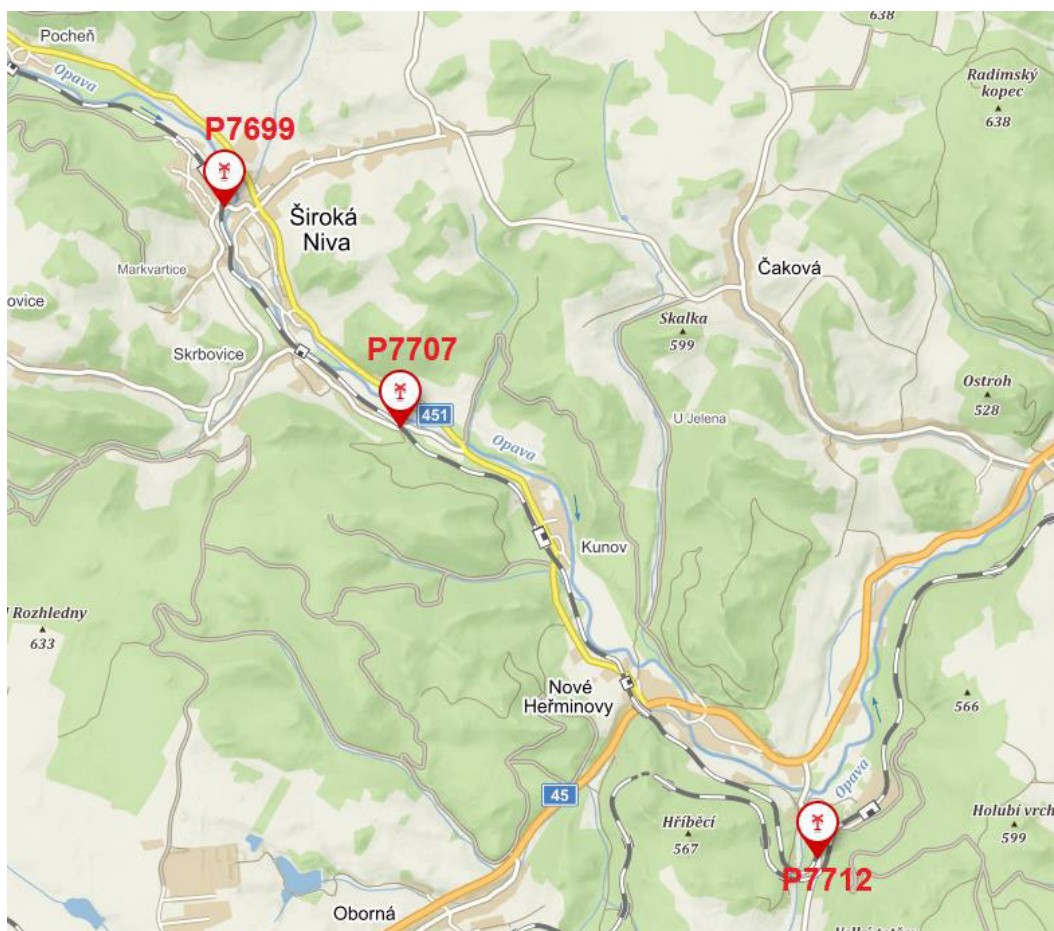 638
Pocheň
Opava
Radimský
kopec
638
P7699
Široká
Niva
Markvartice
ovice
Čaková
Skalka
599
Skrbovice
P7707
451
Ostroh
528
U Jelena
Opava
Kunov
l Rozhledny
633
Nové
Heřminovy
566
45
Opava
Hříběcí
567
Holubí vrch
599
P7712
Oborná